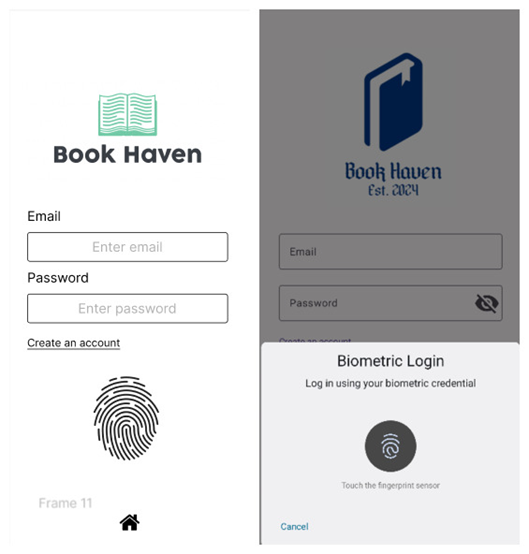 Book Haven
Email
Enter email
Password
Enter password
Create an account
Frame 11
Book Haven
Est. 2024
Email
Password
Create an account
Biometric Login
Log in using your biometric credential
Touch the fingerprint sensor
Cancel